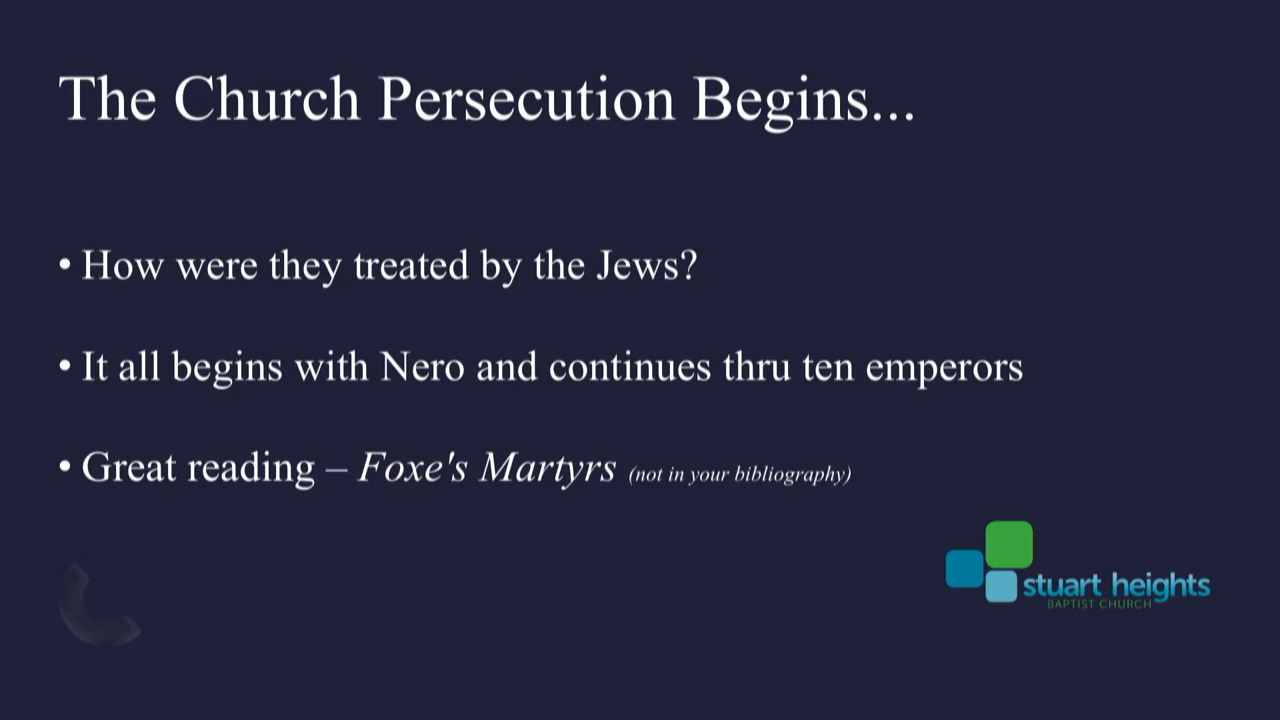 The Church Persecution Begins...
• How were they treated by the Jews?
• It all begins with Nero and continues thru ten emperors
• Great reading – Foxe's Martyrs (not in your bibliography)
stuart heights
BAPTIST CHURCH